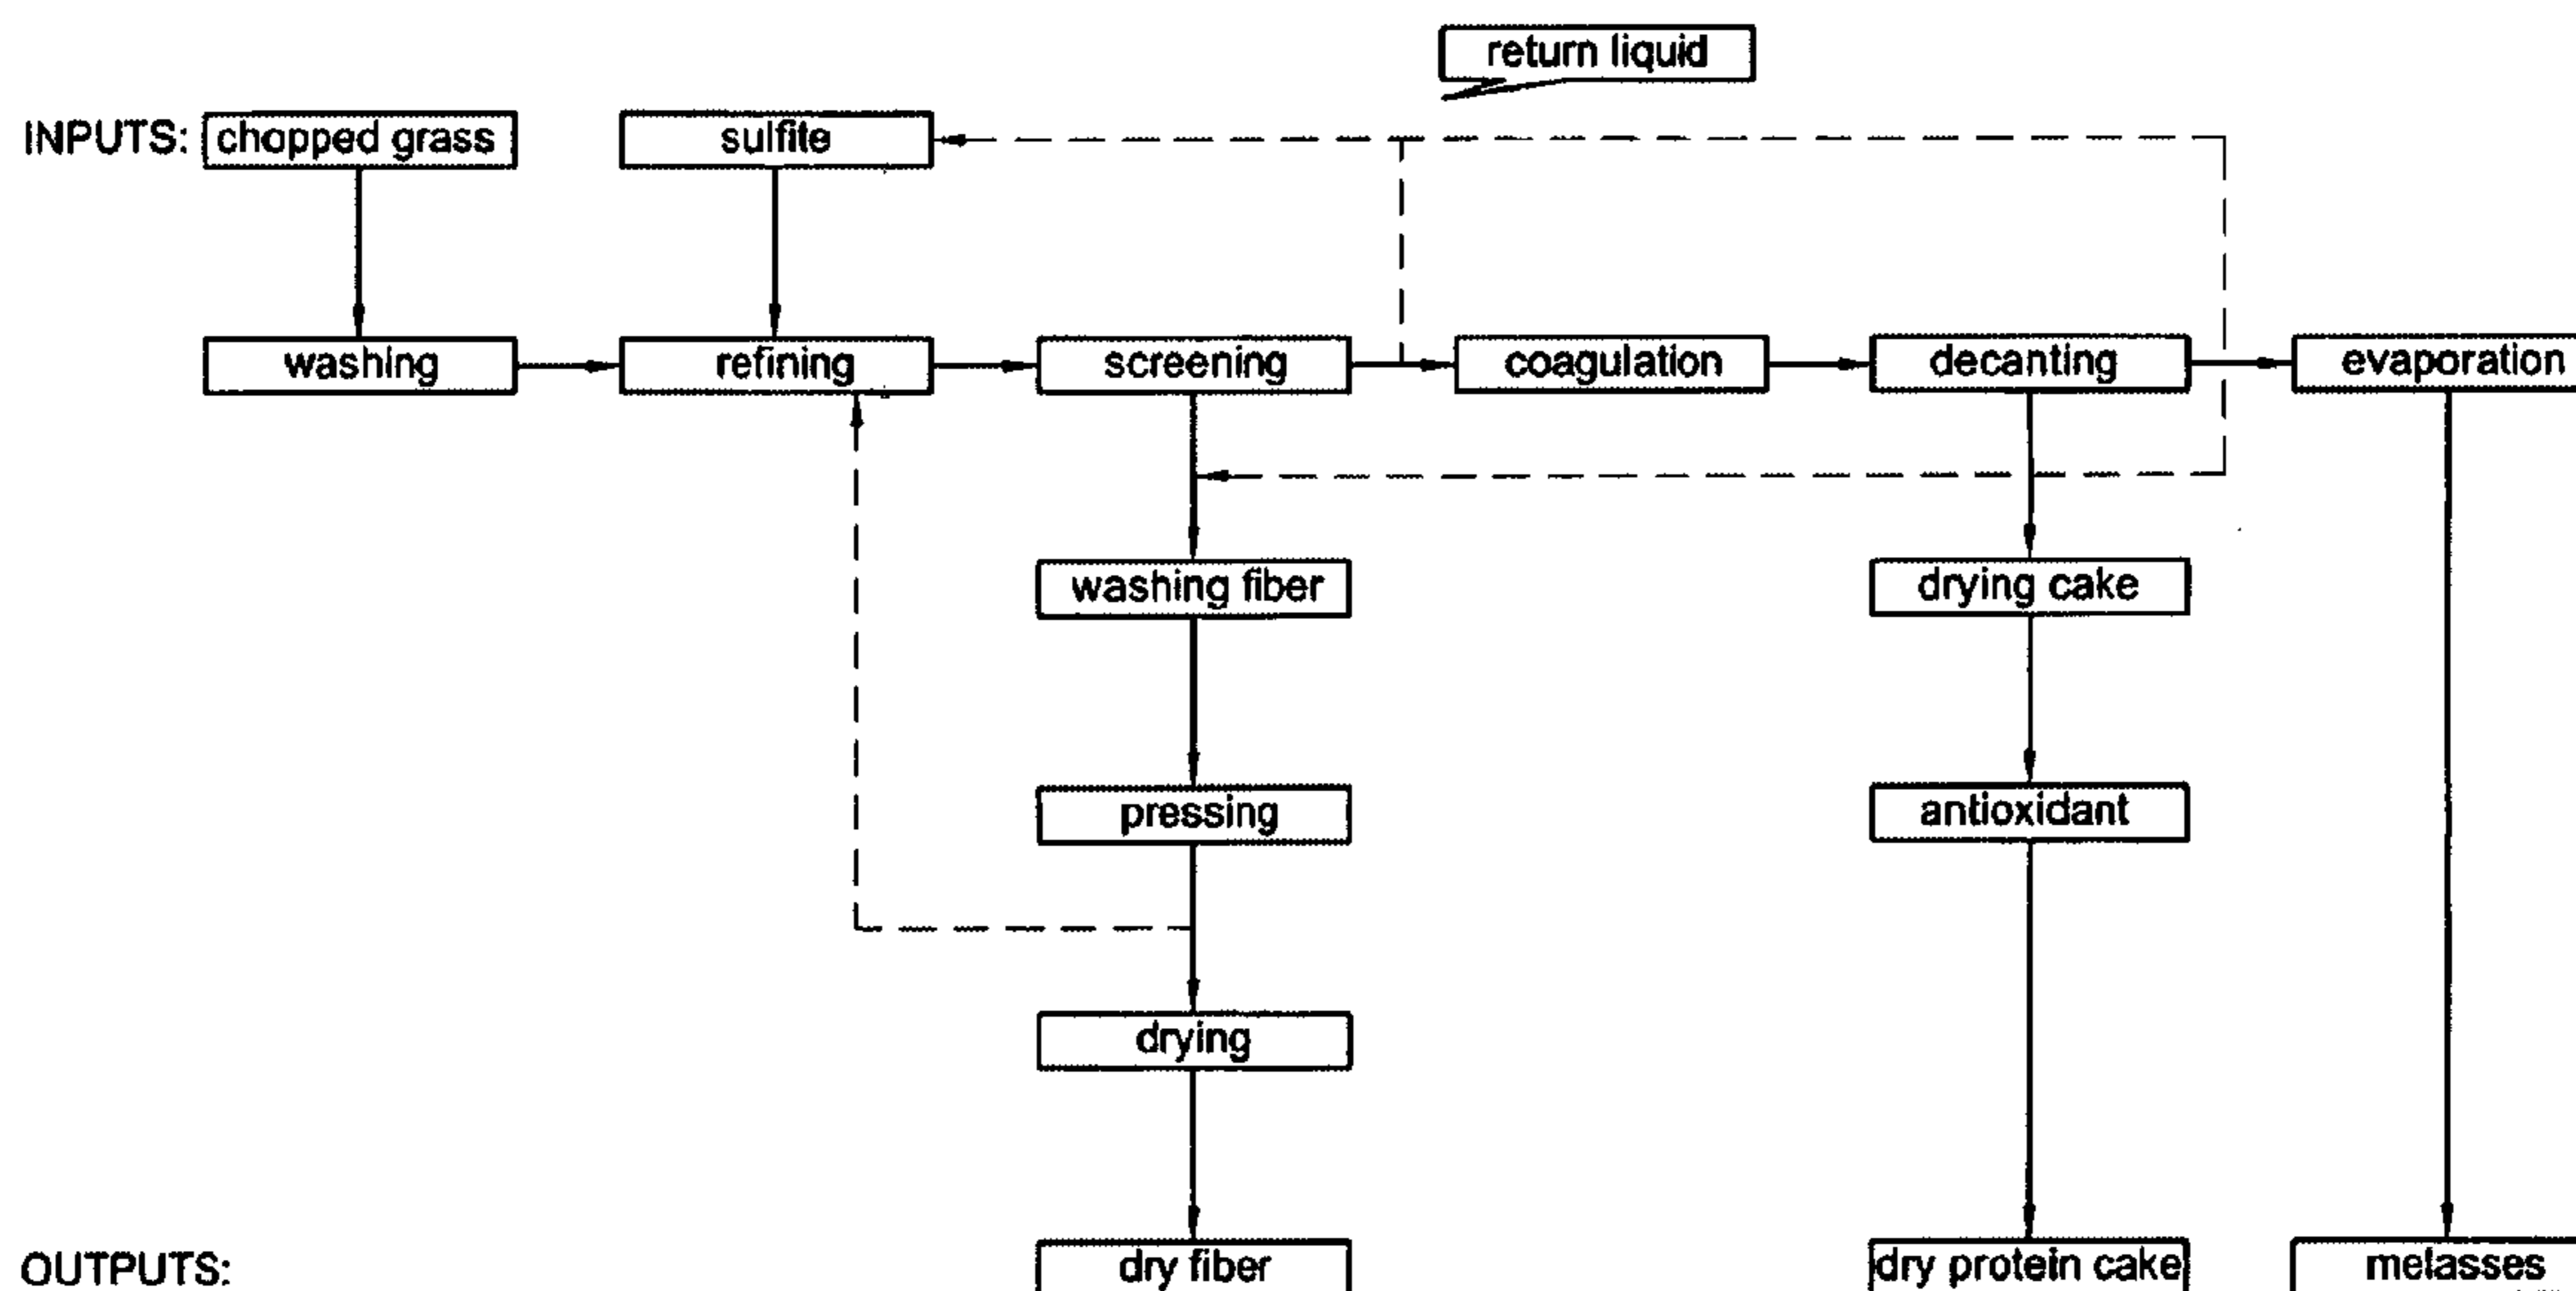 return liquid
INPUTS: chopped grass sulfite
washing refining screening coagulation decanting evaporation
washing fiber drying cake
pressing antioxidant
drying
OUTPUTS: dry fiber dry protein cake melasses